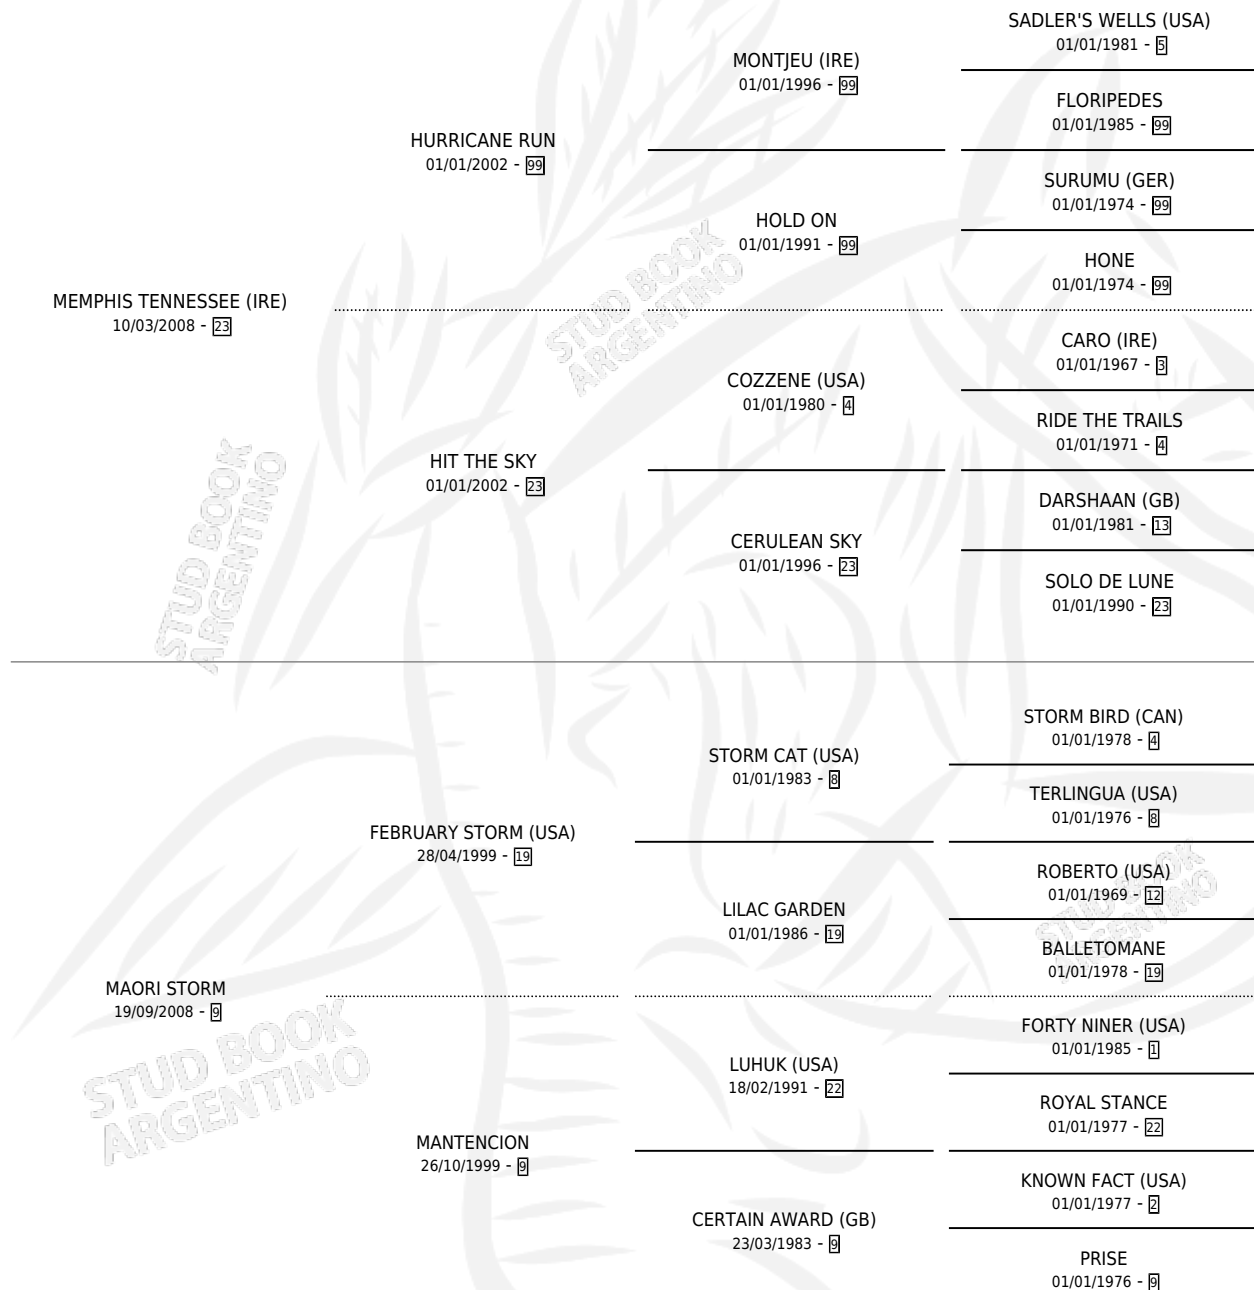 SADLER'S WELLS (USA)
01/01/1981 - 5
MONTJEU (IRE)
01/01/1996 - 99
FLORIPEDES
01/01/1985 - 99
HURRICANE RUN
01/01/2002 - 99
SURUMU (GER)
01/01/1974 - 99
HOLD ON
01/01/1991 - 99
HONE
01/01/1974 - 99
MEMPHIS TENNESSEE (IRE)
10/03/2008 - 23
CARO (IRE)
01/01/1967 - 3
COZZENE (USA)
01/01/1980 - 4
RIDE THE TRAILS
01/01/1971 - 4
HIT THE SKY
01/01/2002 - 23
DARSHAAN (GB)
01/01/1981 - 13
CERULEAN SKY
01/01/1996 - 23
SOLO DE LUNE
01/01/1990 - 23
STORM BIRD (CAN)
01/01/1978 - 4
STORM CAT (USA)
01/01/1983 - 8
TERLINGUA (USA)
01/01/1976 - 8
FEBRUARY STORM (USA)
28/04/1999 - 19
ROBERTO (USA)
01/01/1969 - 12
LILAC GARDEN
01/01/1986 - 19
BALLETOMANE
01/01/1978 - 19
MAORI STORM
19/09/2008 - 9
FORTY NINER (USA)
01/01/1985 - 1
LUHUK (USA)
18/02/1991 - 22
ROYAL STANCE
01/01/1977 - 22
MANTENCION
26/10/1999 - 9
KNOWN FACT (USA)
01/01/1977 - 2
CERTAIN AWARD (GB)
23/03/1983 - 9
PRISE
01/01/1976 - 9
STUD BOOK
ARGENTINO
STUD BOOK
ARGENTINO
STUD BOOK
ARGENTINO
STUD BOOK
ARGENTINO